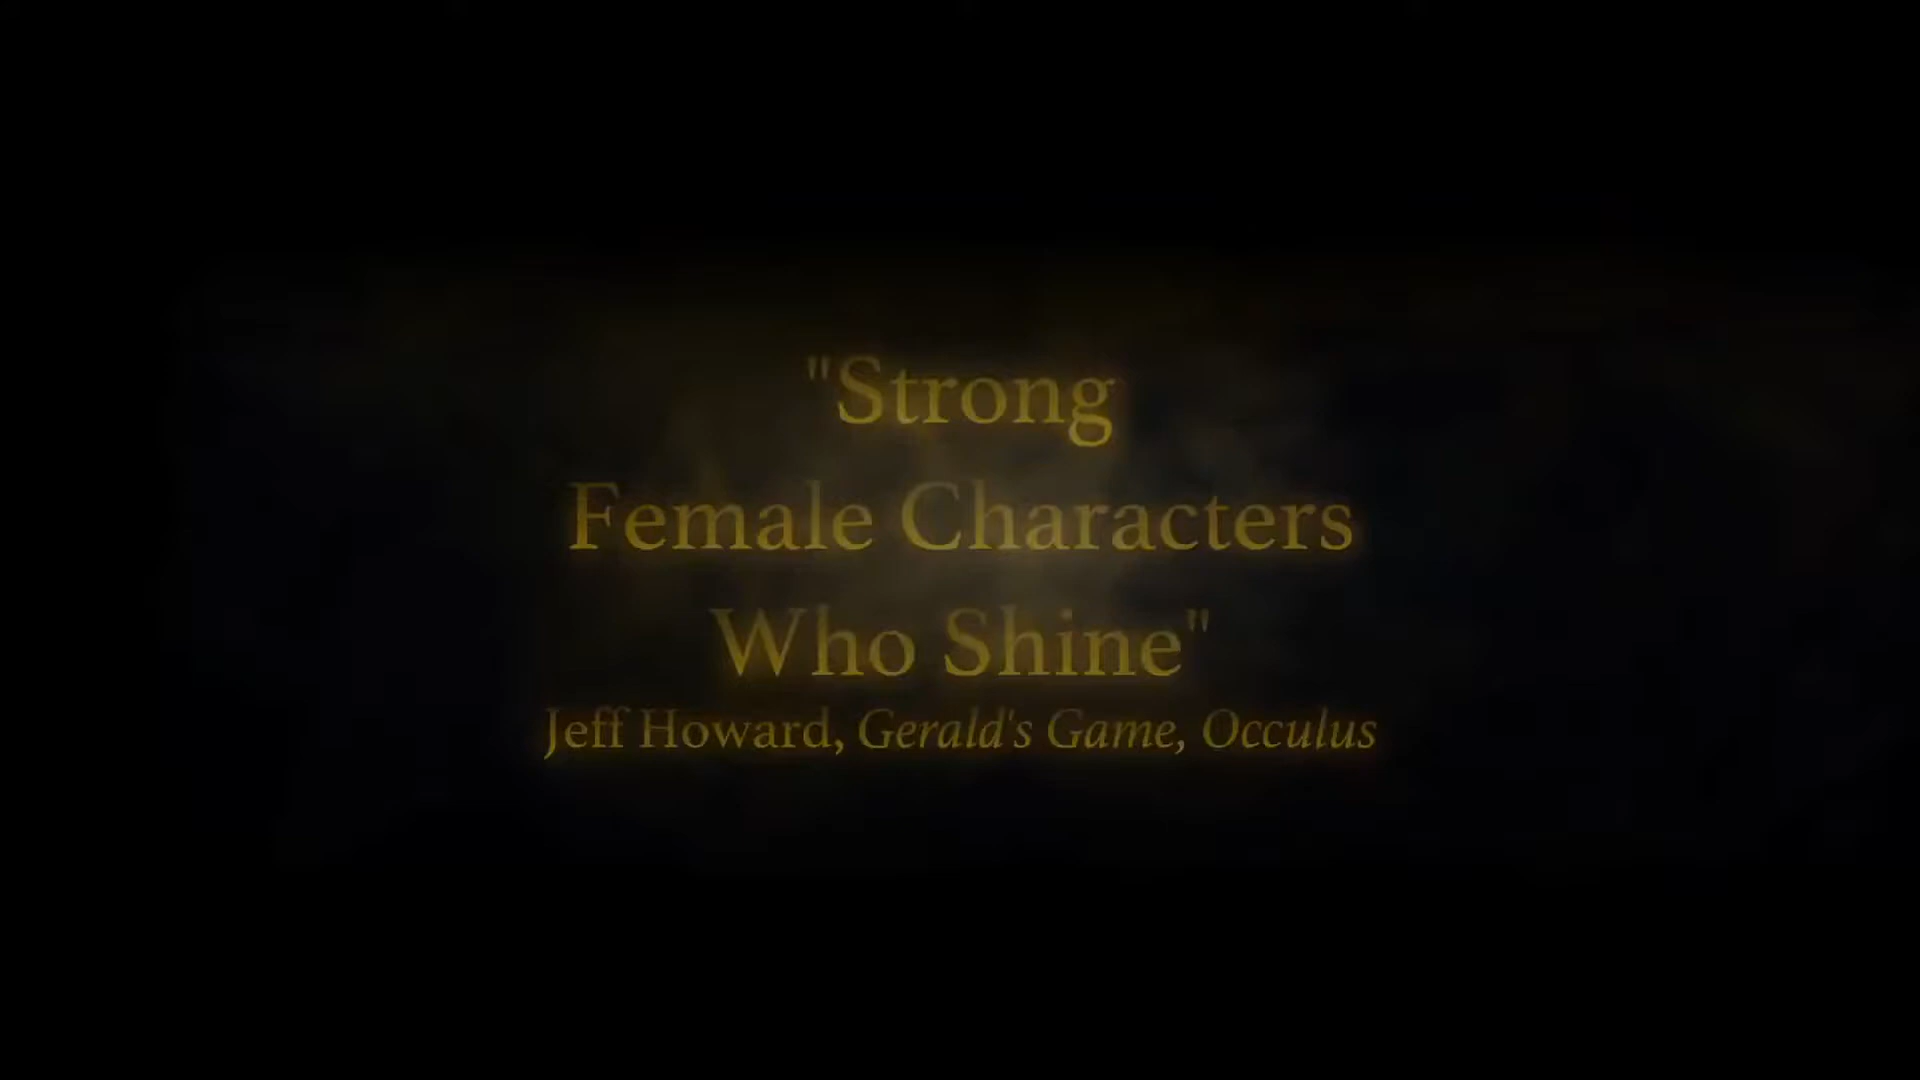 "Strong
Female Characters
Who Shine"
Jeff Howard, Gerald's Game, Occulus